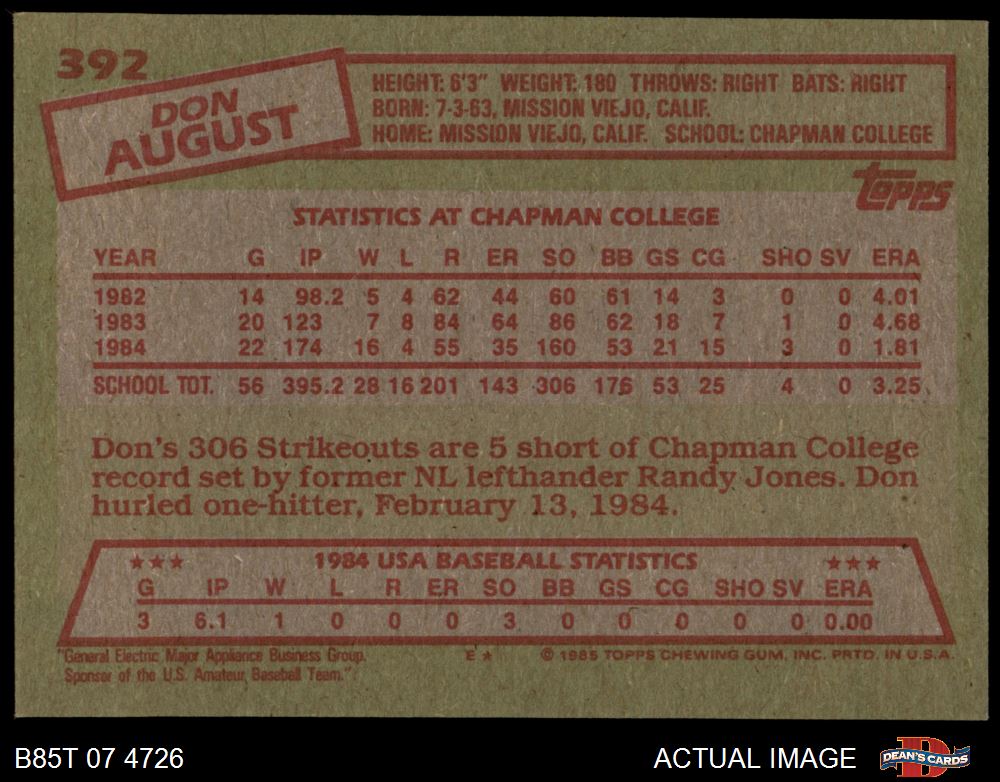 392
DON
AUGUST
HEIGHT: 6'3" WEIGHT: 180 THROWS: RIGHT BATS: RIGHT
BORN: 7-3-63, MISSION VIEJO, CALIF.
HOME: MISSION VIEJO, CALIF. SCHOOL: CHAPMAN COLLEGE
topps
STATISTICS AT CHAPMAN COLLEGE
YEAR G IP W L R ER SO BB GS CG SHO SV ERA
1982 14 98.2 5 4 62 44 60 61 14 3 0 0 4.01
1983 20 123 7 8 84 64 86 62 18 7 1 0 4.68
1984 22 174 16 4 55 35 160 53 21 15 3 0 1.81
SCHOOL TOT. 56 395.2 28 16 201 143 306 176 53 25 4 0 3.25
Don's 306 Strikeouts are 5 short of Chapman College
record set by former NL lefthander Randy Jones. Don
hurled one-hitter, February 13, 1984.
★★★ 1984 USA BASEBALL STATISTICS ★★★
G IP W L R ER SO BB GS CG SHO SV ERA
3 6.1 1 0 0 0 3 0 0 0 0 0 0.00
"General Electric Major Appliance Business Group. E★ © 1985 TOPPS CHEWING GUM, INC. PRTD. IN U.S.A.
Sponsor of the U.S. Amateur Baseball Team."
B85T 07 4726 ACTUAL IMAGE DEAN'S CARDS